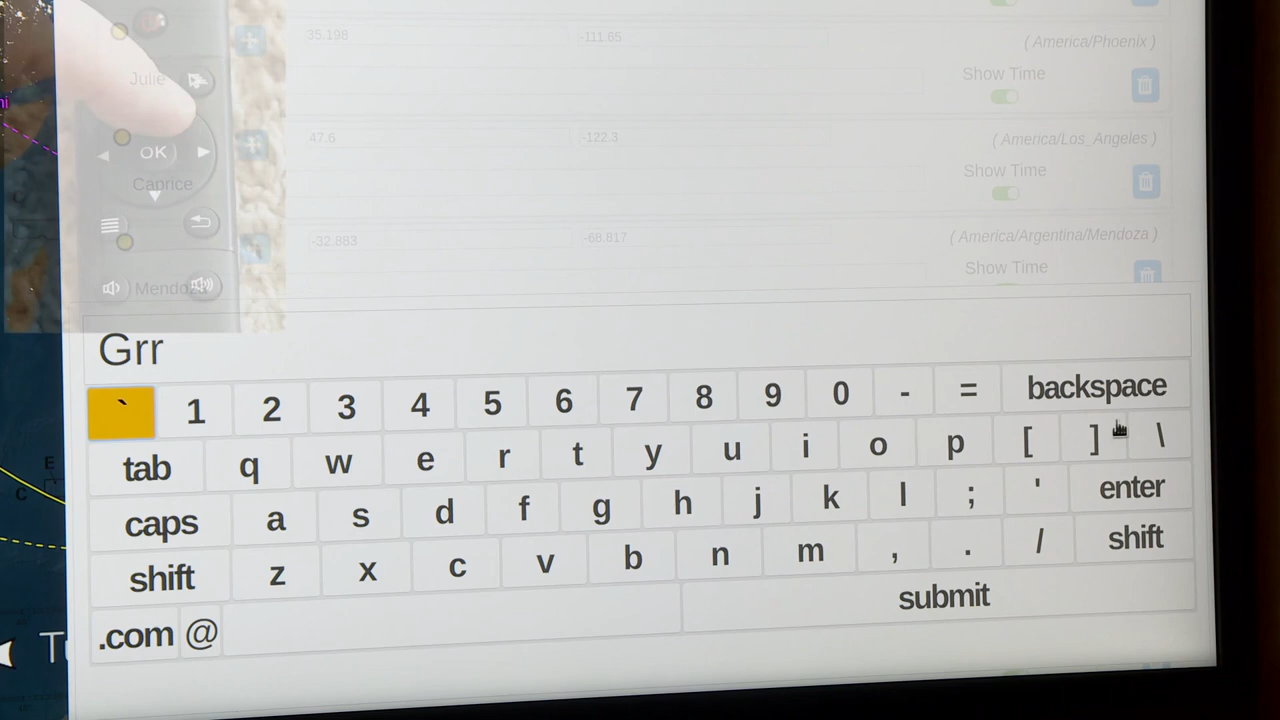 35.198 -111.65 ( America/Phoenix )
Julie Show Time
47.6 -122.3 ( America/Los_Angeles )
OK
Caprice Show Time
-32.883 -68.817 ( America/Argentina/Mendoza )
Mendoza Show Time
Grr
` 1 2 3 4 5 6 7 8 9 0 - = backspace
tab q w e r t y u i o p [ ] \
caps a s d f g h j k l ; ' enter
shift z x c v b n m , . / shift
.com @ submit
E
C